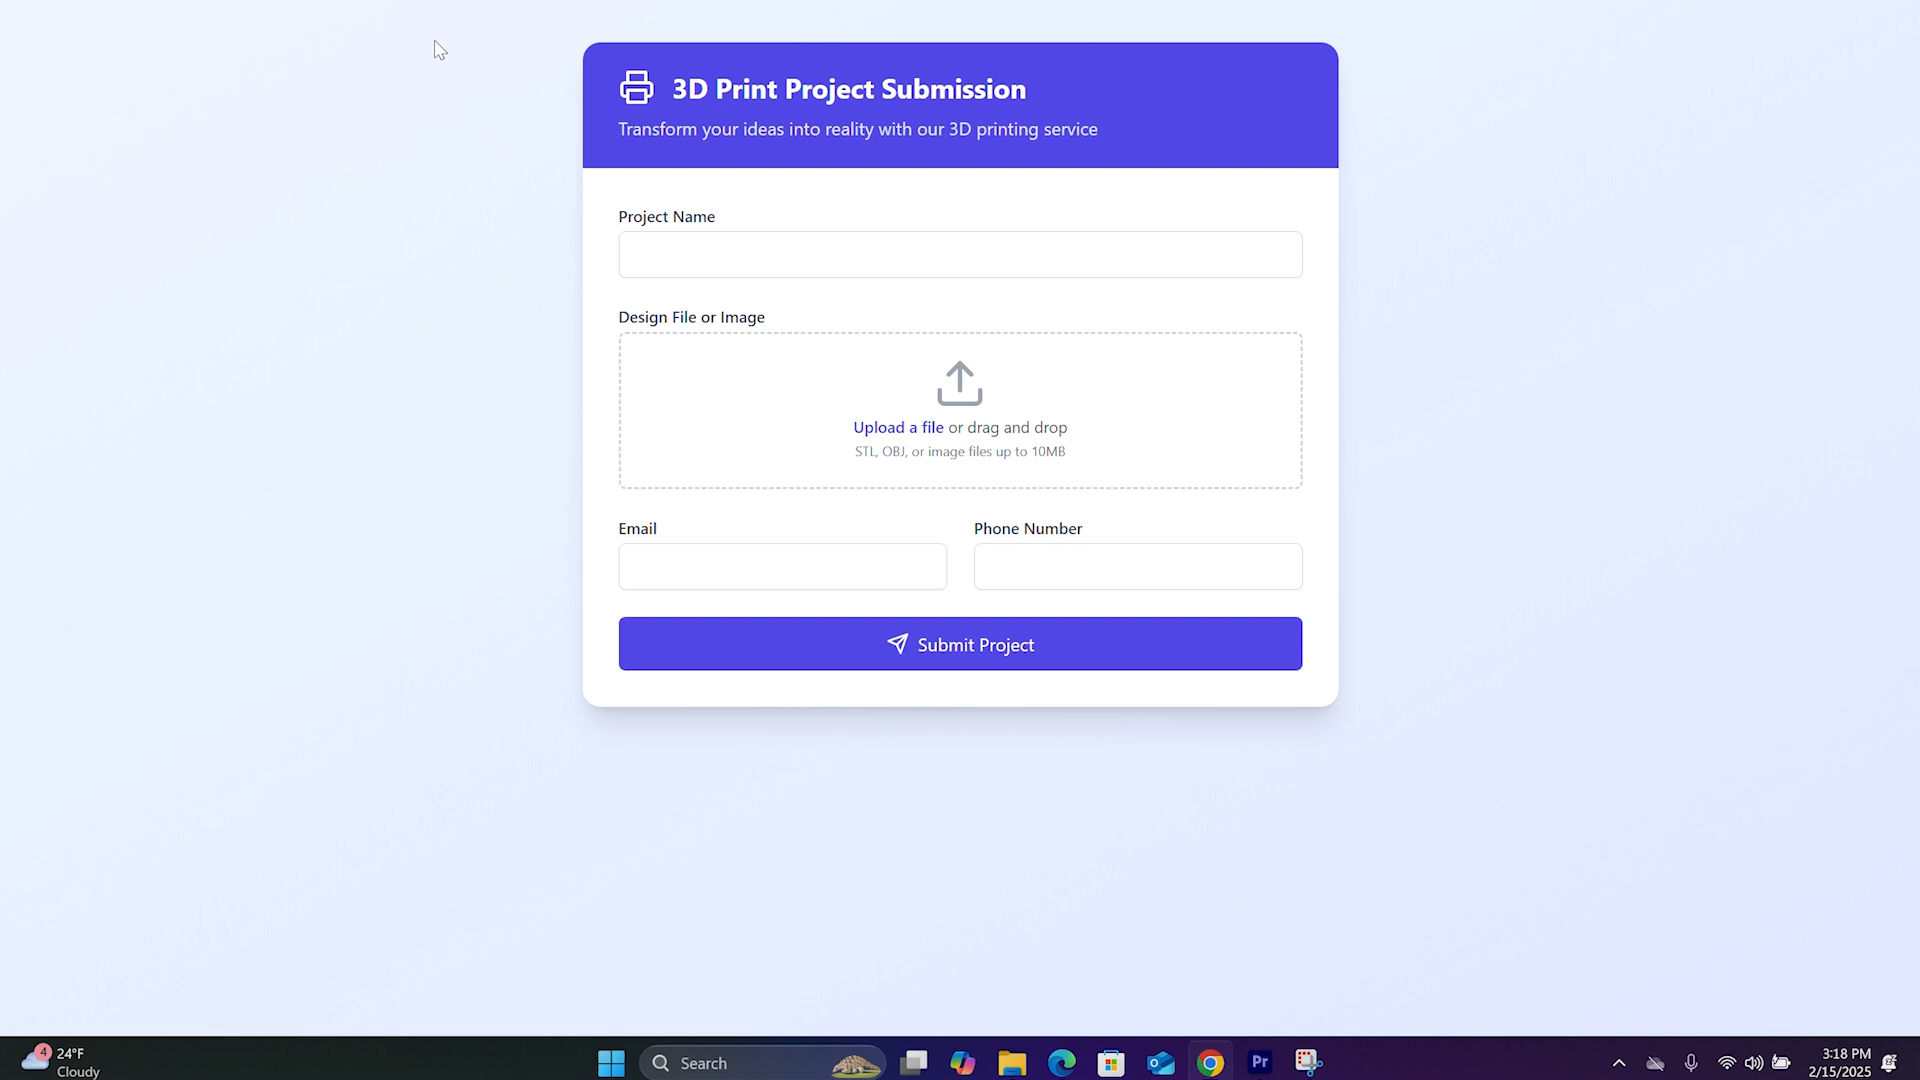 3D Print Project Submission
Transform your ideas into reality with our 3D printing service
Project Name
Design File or Image
Upload a file or drag and drop
STL, OBJ, or image files up to 10MB
Email
Phone Number
Submit Project
4
24°F
Cloudy
Search
Pr
3:18 PM
2/15/2025